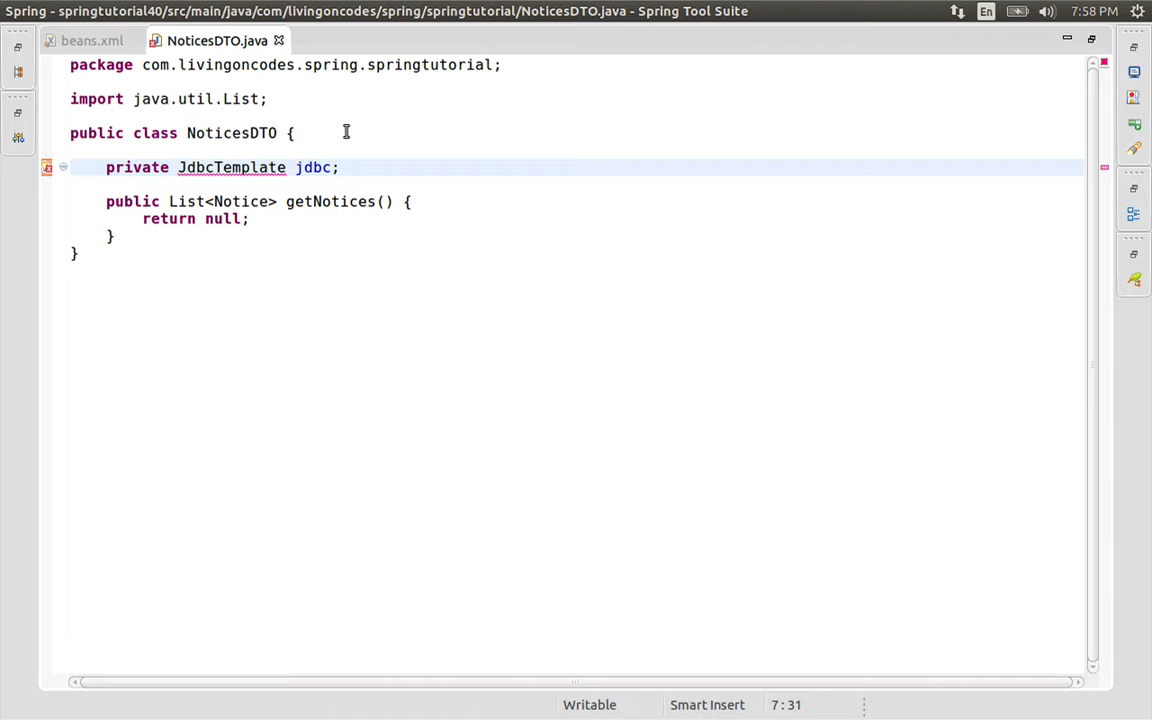 Spring - springtutorial40/src/main/java/com/livingoncodes/spring/springtutorial/NoticesDTO.java - Spring Tool Suite
En
7:58 PM
beans.xml
NoticesDTO.java
package com.livingoncodes.spring.springtutorial;
import java.util.List;
public class NoticesDTO {
private JdbcTemplate jdbc;
public List<Notice> getNotices() {
return null;
}
}
Writable
Smart Insert
7 : 31